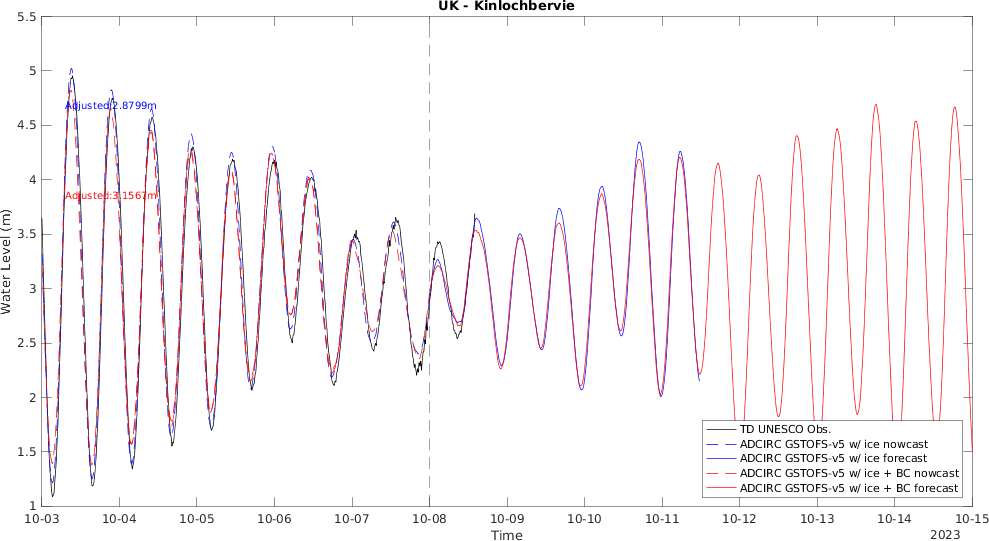 UK - Kinlochbervie
5.5
5
4.5
4
3.5
3
2.5
2
1.5
1
Water Level (m)
Adjusted:2.8799m
Adjusted:3.1567m
TD UNESCO Obs.
ADCIRC GSTOFS-v5 w/ ice nowcast
ADCIRC GSTOFS-v5 w/ ice forecast
ADCIRC GSTOFS-v5 w/ ice + BC nowcast
ADCIRC GSTOFS-v5 w/ ice + BC forecast
10-03 10-04 10-05 10-06 10-07 10-08 10-09 10-10 10-11 10-12 10-13 10-14 10-15
Time
2023